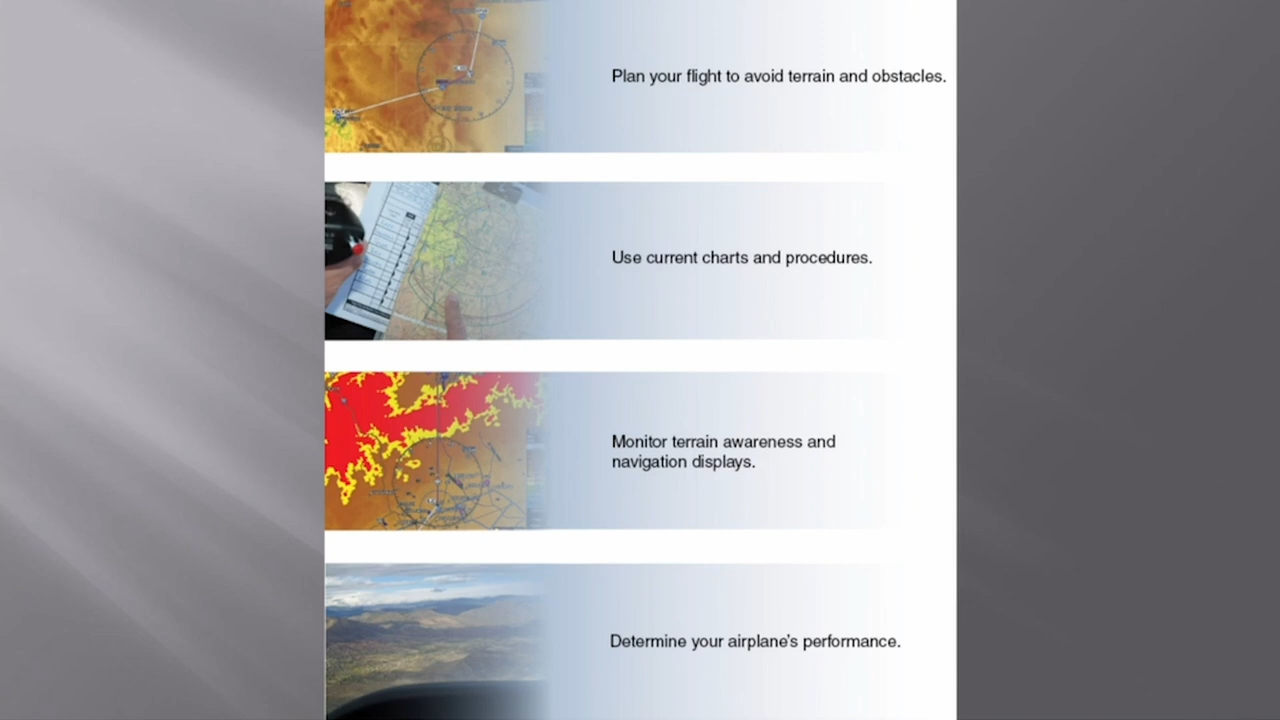 Plan your flight to avoid terrain and obstacles.
Use current charts and procedures.
Monitor terrain awareness and
navigation displays.
Determine your airplane's performance.